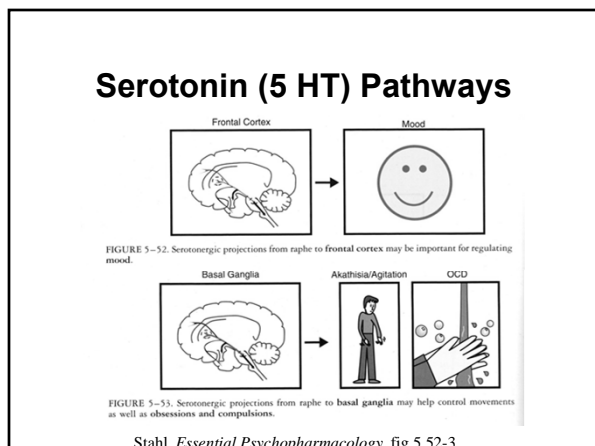 Serotonin (5 HT) Pathways
Frontal Cortex
Mood
FIGURE 5–52. Serotonergic projections from raphe to frontal cortex may be important for regulating
mood.
Basal Ganglia
Akathisia/Agitation
OCD
FIGURE 5–53. Serotonergic projections from raphe to basal ganglia may help control movements
as well as obsessions and compulsions.
Stahl, Essential Psychopharmacology, fig 5.52-3